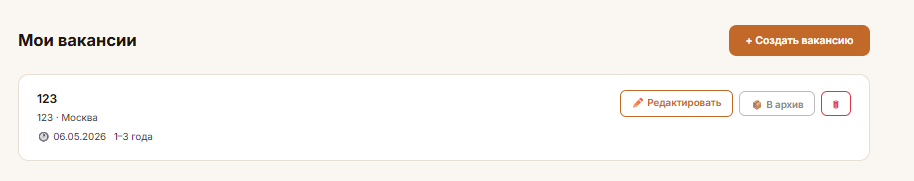 Мои вакансии
+ Создать вакансию
123
Редактировать
В архив
123 · Москва
06.05.2026 1–3 года